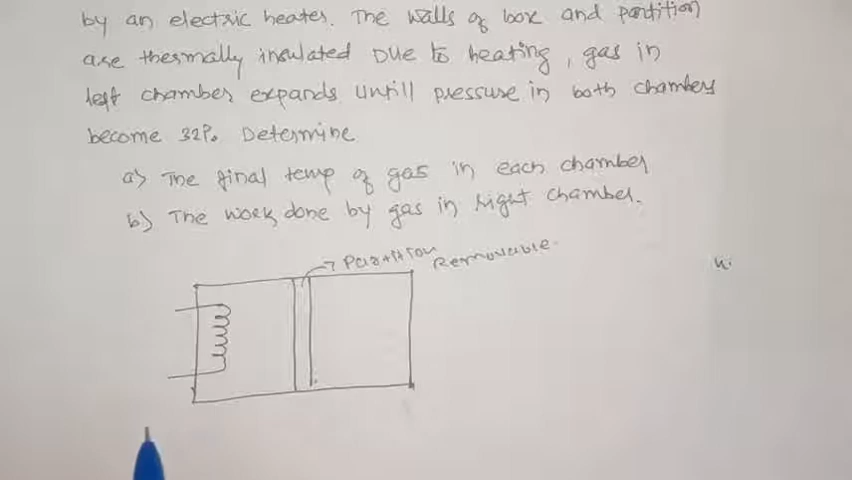 by an electric heater. The walls of box and partition
are thermally insulated Due to heating, gas in
left chamber expands untill pressure in both chambers
become 32P₀ Determine
a) The final temp of gas in each chamber
b) The work done by gas in right chamber.
Partition
Removable.